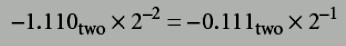 −1.110two × 2−2 = −0.111two × 2−1